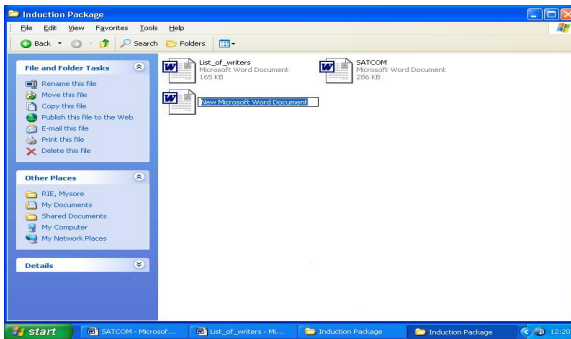 Induction Package
File Edit View Favorites Tools Help
Back Search Folders
File and Folder Tasks
Rename this file
Move this file
Copy this file
Publish this file to the Web
E-mail this file
Print this file
Delete this file
Other Places
RIE, Mysore
My Documents
Shared Documents
My Computer
My Network Places
Details
List_of_writers
Microsoft Word Document
165 KB
SATCOM
Microsoft Word Document
286 KB
New Microsoft Word Document
start SATCOM - Microsof... List_of_writers - Mi... Induction Package Induction Package 12:20